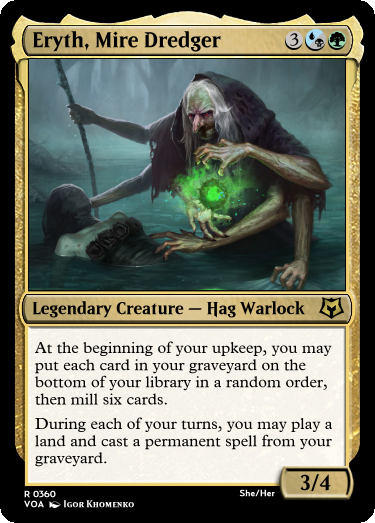 Eryth, Mire Dredger 3
Legendary Creature — Hag Warlock
At the beginning of your upkeep, you may
put each card in your graveyard on the
bottom of your library in a random order,
then mill six cards.
During each of your turns, you may play a
land and cast a permanent spell from your
graveyard.
3/4
R 0360 She/Her
VOA Igor Khomenko